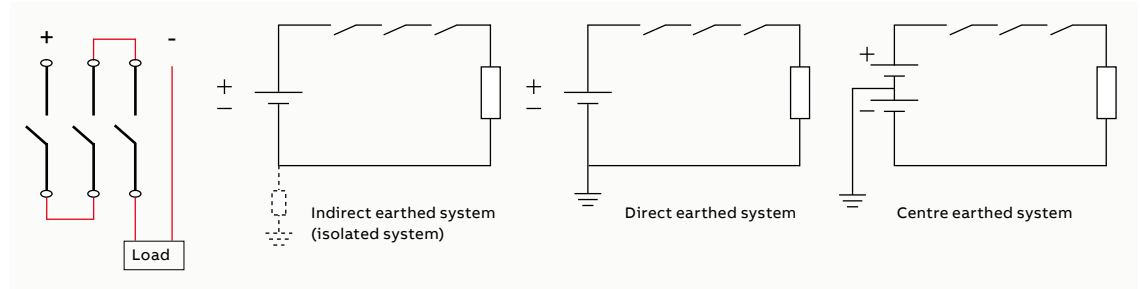 +
-
Load
+
−
Indirect earthed system
(isolated system)
+
−
Direct earthed system
+
−
Centre earthed system